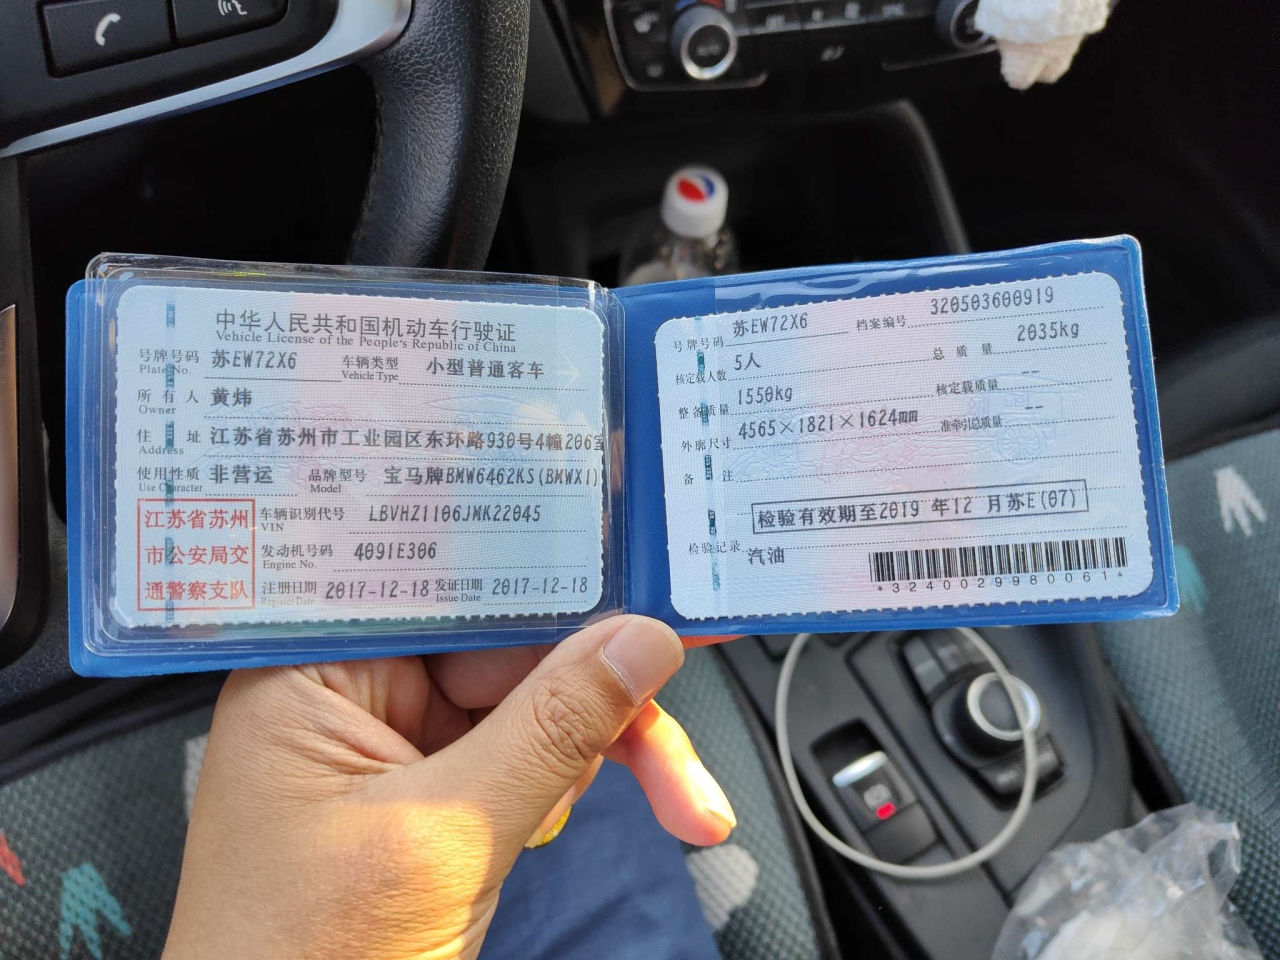 中华人民共和国机动车行驶证
Vehicle License of the People's Republic of China
号牌号码 苏EW72X6 车辆类型 小型普通客车
Plate No. Vehicle Type
所有人 黄炜
Owner
住址 江苏省苏州市工业园区东环路930号4幢206室
Address
使用性质 非营运 品牌型号 宝马牌BMW6462KS(BMWX1)
Use Character Model
江苏省苏州
市公安局交
通警察支队
车辆识别代号 LBVHZ1106JMK22045
VIN
发动机号码 4091E306
Engine No.
注册日期 2017-12-18 发证日期 2017-12-18
Register Date Issue Date
号牌号码 苏EW72X6 档案编号 320503600919
核定载人数 5人 总质量 2035kg
整备质量 1550kg 核定载质量 --
外廓尺寸 4565×1821×1624mm 准牵引总质量 --
备注
检验有效期至2019年12月苏E(07)
检验记录 汽油
*3240029980061*